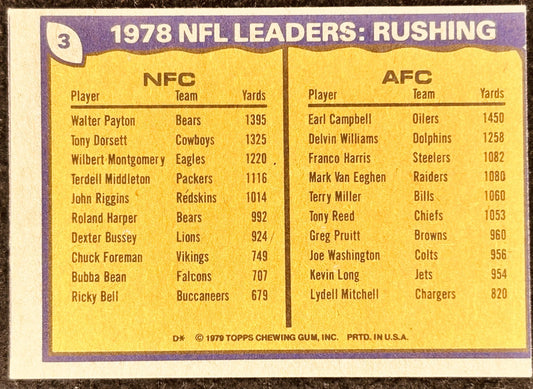 3
1978 NFL LEADERS: RUSHING
NFC
Player Team Yards
Walter Payton Bears 1395
Tony Dorsett Cowboys 1325
Wilbert Montgomery Eagles 1220
Terdell Middleton Packers 1116
John Riggins Redskins 1014
Roland Harper Bears 992
Dexter Bussey Lions 924
Chuck Foreman Vikings 749
Bubba Bean Falcons 707
Ricky Bell Buccaneers 679
AFC
Player Team Yards
Earl Campbell Oilers 1450
Delvin Williams Dolphins 1258
Franco Harris Steelers 1082
Mark Van Eeghen Raiders 1080
Terry Miller Bills 1060
Tony Reed Chiefs 1053
Greg Pruitt Browns 960
Joe Washington Colts 956
Kevin Long Jets 954
Lydell Mitchell Chargers 820
D* © 1979 TOPPS CHEWING GUM, INC. PRTD. IN U.S.A.